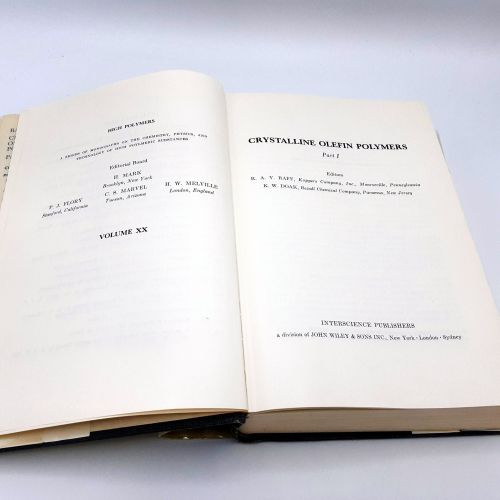 HIGH POLYMERS
A SERIES OF MONOGRAPHS ON THE CHEMISTRY, PHYSICS, AND
TECHNOLOGY OF HIGH POLYMERIC SUBSTANCES
Editorial Board
H. MARK
Brooklyn, New York
P. J. FLORY
Stanford, California
C. S. MARVEL
Tucson, Arizona
H. W. MELVILLE
London, England
VOLUME XX
CRYSTALLINE OLEFIN POLYMERS
Part I
Editors
R. A. V. RAFF, Koppers Company, Inc., Monroeville, Pennsylvania
K. W. DOAK, Rexall Chemical Company, Paramus, New Jersey
INTERSCIENCE PUBLISHERS
a division of JOHN WILEY & SONS INC., New York · London · Sydney